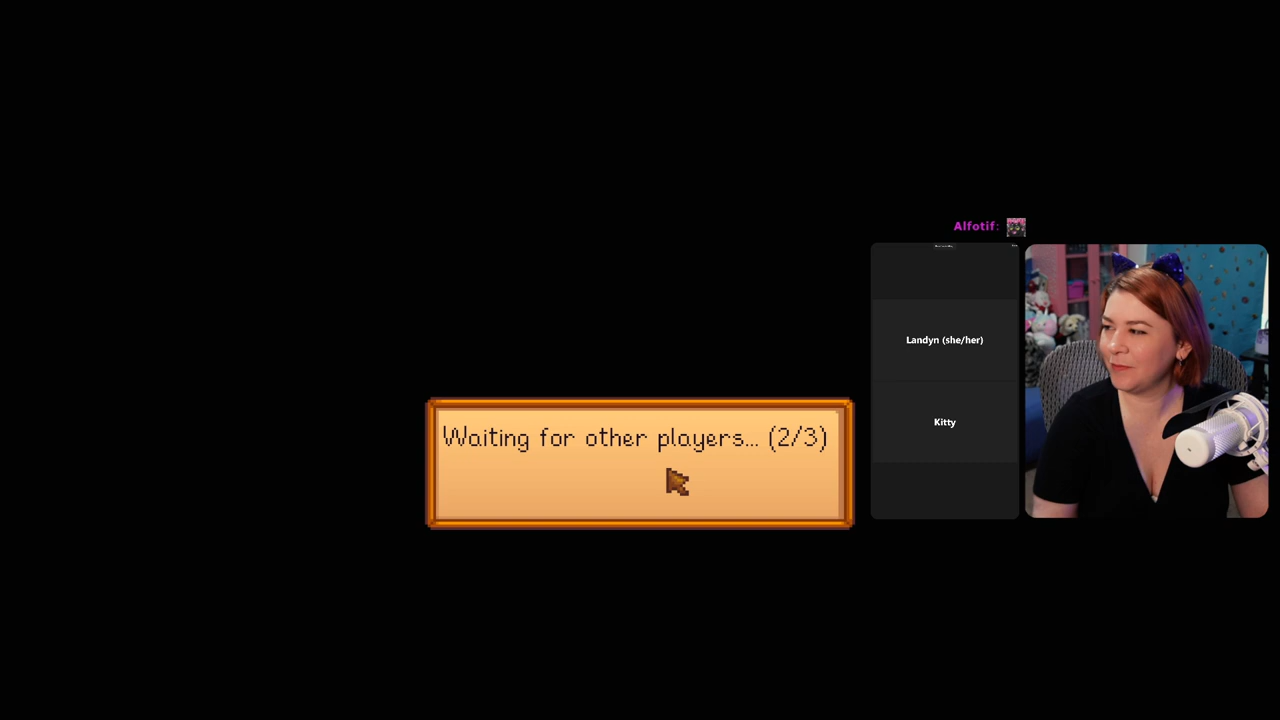 Alfotif:
Landyn (she/her)
Kitty
Waiting for other players... (2/3)